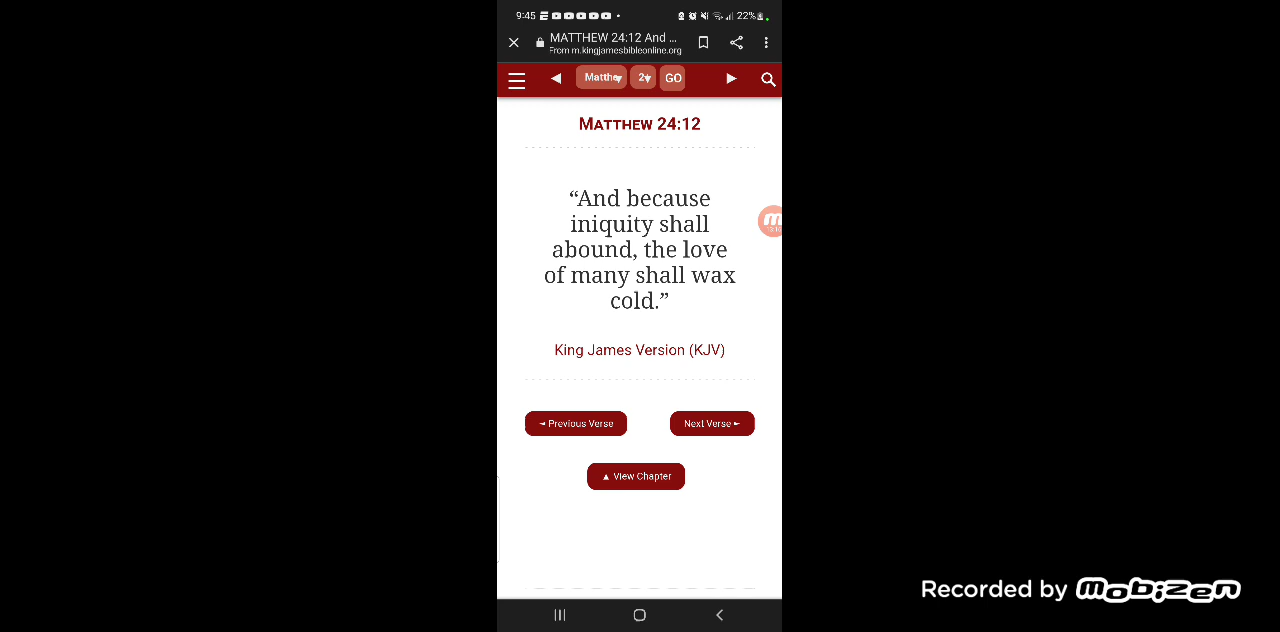 9:45 22%
MATTHEW 24:12 And ...
From m.kingjamesbibleonline.org
Matthe 2 GO
MATTHEW 24:12
“And because
iniquity shall
abound, the love
of many shall wax
cold.”
King James Version (KJV)
◄ Previous Verse Next Verse ►
▲ View Chapter
Recorded by mobizen